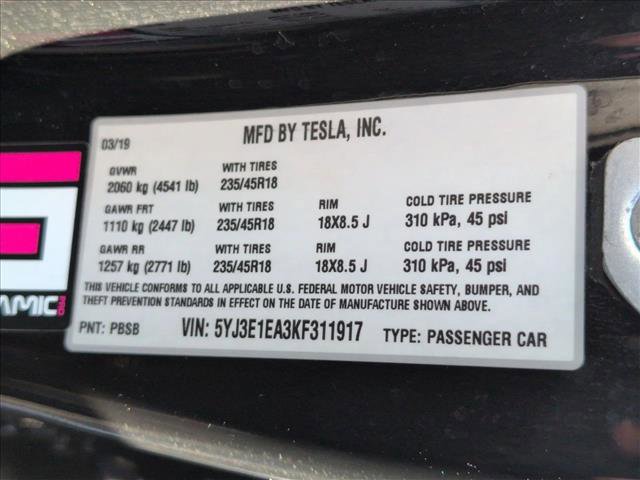 03/19 MFD BY TESLA, INC.
GVWR WITH TIRES
2060 kg (4541 lb) 235/45R18
GAWR FRT WITH TIRES RIM COLD TIRE PRESSURE
1110 kg (2447 lb) 235/45R18 18X8.5 J 310 kPa, 45 psi
GAWR RR WITH TIRES RIM COLD TIRE PRESSURE
1257 kg (2771 lb) 235/45R18 18X8.5 J 310 kPa, 45 psi
THIS VEHICLE CONFORMS TO ALL APPLICABLE U.S. FEDERAL MOTOR VEHICLE SAFETY, BUMPER, AND
THEFT PREVENTION STANDARDS IN EFFECT ON THE DATE OF MANUFACTURE SHOWN ABOVE.
PNT: PBSB VIN: 5YJ3E1EA3KF311917 TYPE: PASSENGER CAR
AMIC PRO